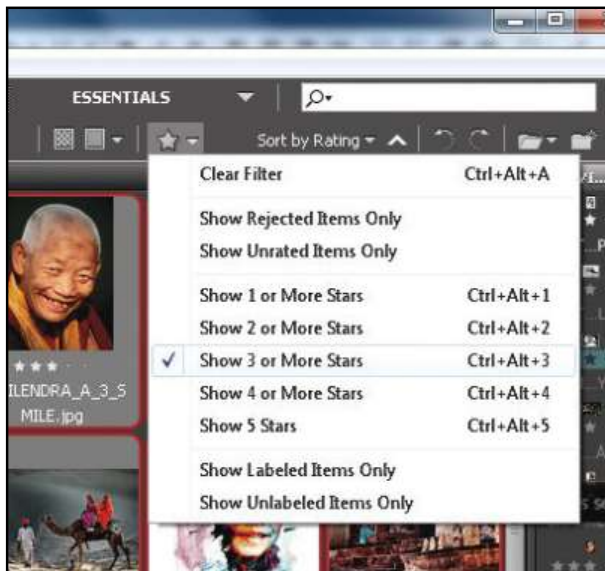 ESSENTIALS
Sort by Rating
Clear Filter Ctrl+Alt+A
Show Rejected Items Only
Show Unrated Items Only
Show 1 or More Stars Ctrl+Alt+1
Show 2 or More Stars Ctrl+Alt+2
Show 3 or More Stars Ctrl+Alt+3
Show 4 or More Stars Ctrl+Alt+4
Show 5 Stars Ctrl+Alt+5
Show Labeled Items Only
Show Unlabeled Items Only
ILENDRA_A_3_S
MILE.jpg